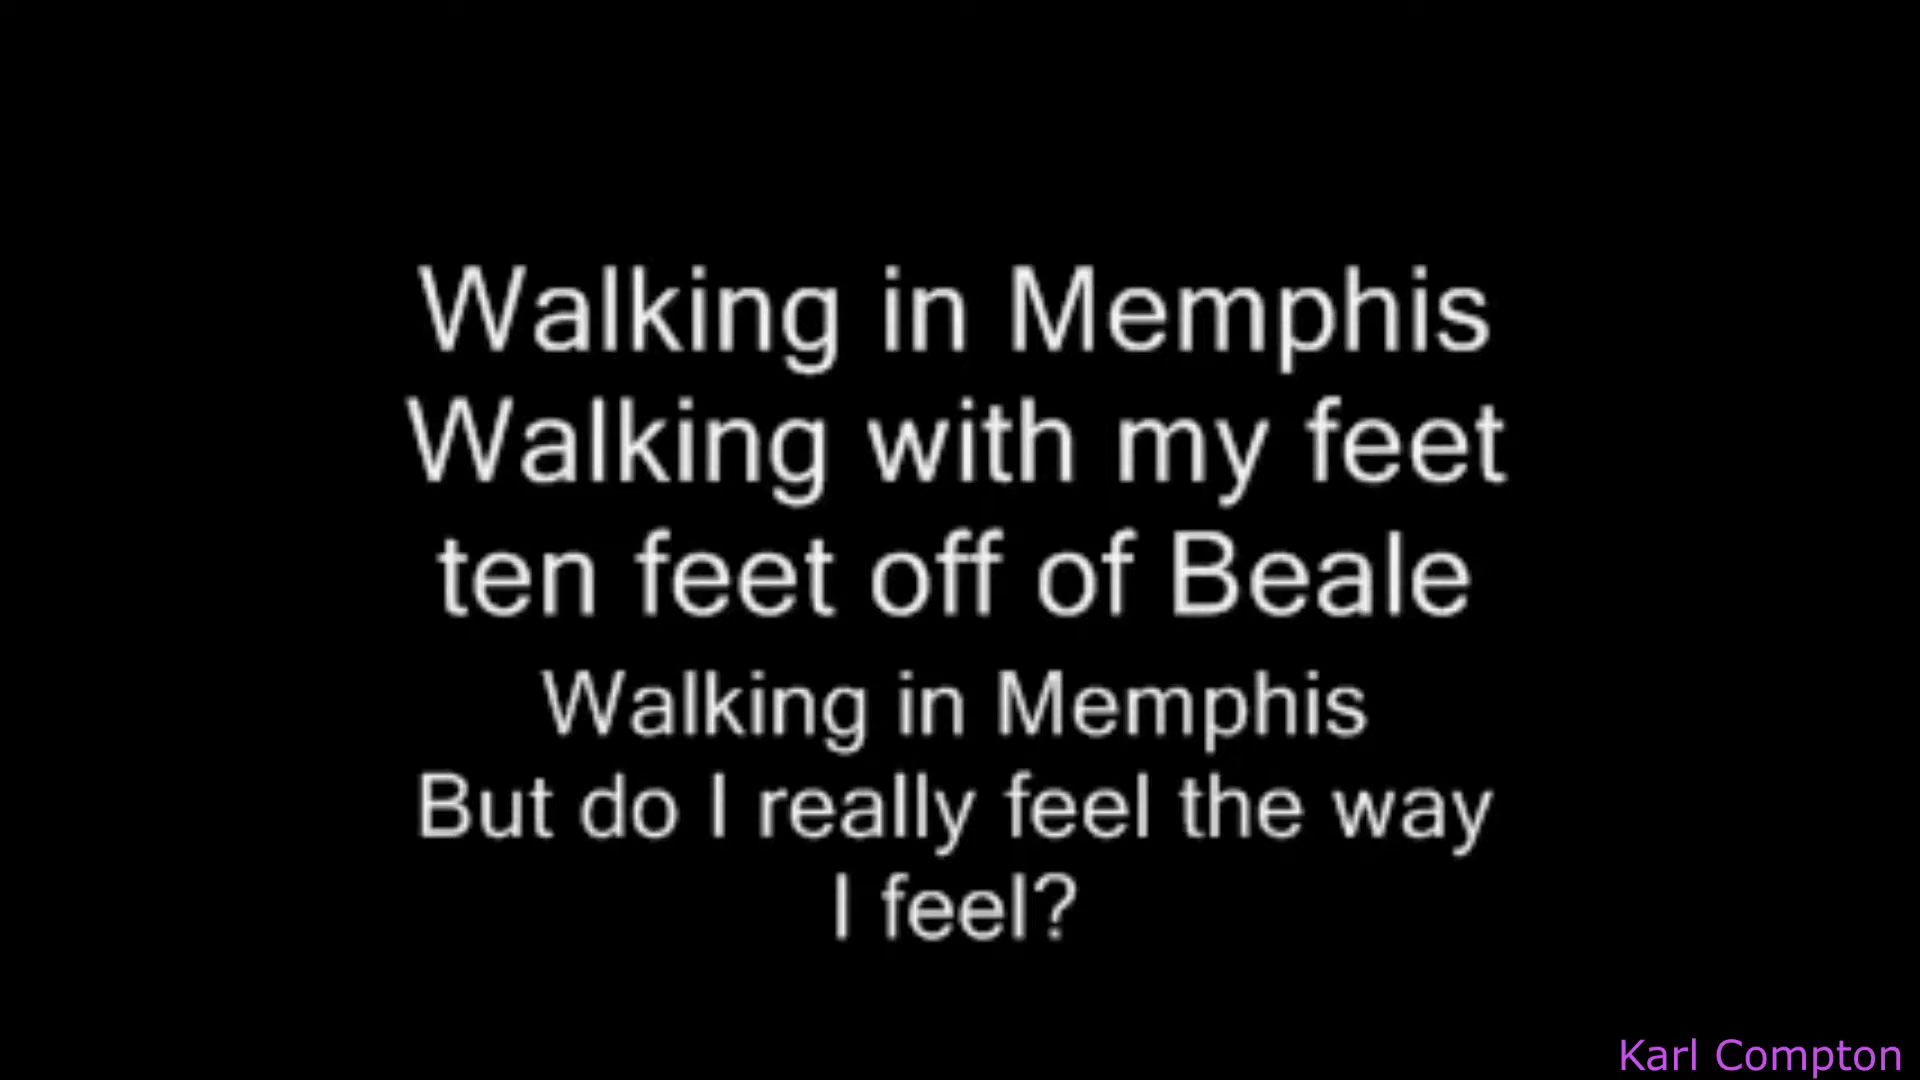 Walking in Memphis
Walking with my feet
ten feet off of Beale
Walking in Memphis
But do I really feel the way
I feel?
Karl Compton